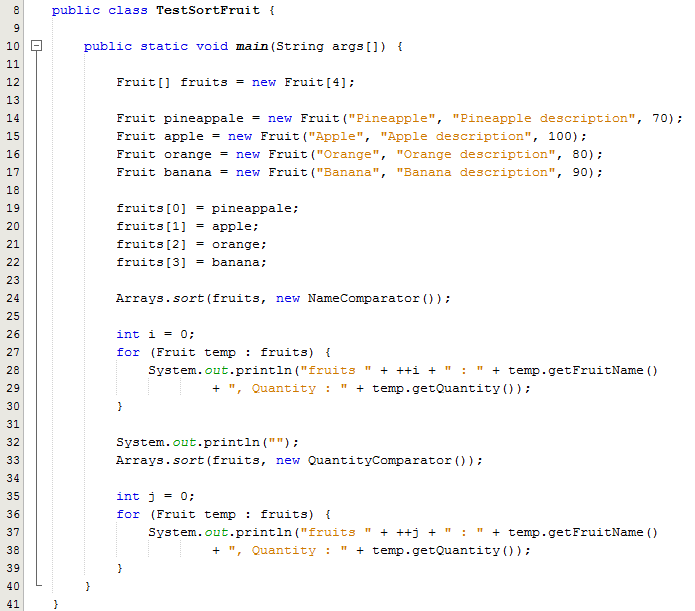 8 public class TestSortFruit {
9
10 public static void main(String args[]) {
11
12 Fruit[] fruits = new Fruit[4];
13
14 Fruit pineappale = new Fruit("Pineapple", "Pineapple description", 70);
15 Fruit apple = new Fruit("Apple", "Apple description", 100);
16 Fruit orange = new Fruit("Orange", "Orange description", 80);
17 Fruit banana = new Fruit("Banana", "Banana description", 90);
18
19 fruits[0] = pineappale;
20 fruits[1] = apple;
21 fruits[2] = orange;
22 fruits[3] = banana;
23
24 Arrays.sort(fruits, new NameComparator());
25
26 int i = 0;
27 for (Fruit temp : fruits) {
28 System.out.println("fruits " + ++i + " : " + temp.getFruitName()
29 + ", Quantity : " + temp.getQuantity());
30 }
31
32 System.out.println("");
33 Arrays.sort(fruits, new QuantityComparator());
34
35 int j = 0;
36 for (Fruit temp : fruits) {
37 System.out.println("fruits " + ++j + " : " + temp.getFruitName()
38 + ", Quantity : " + temp.getQuantity());
39 }
40 }
41 }